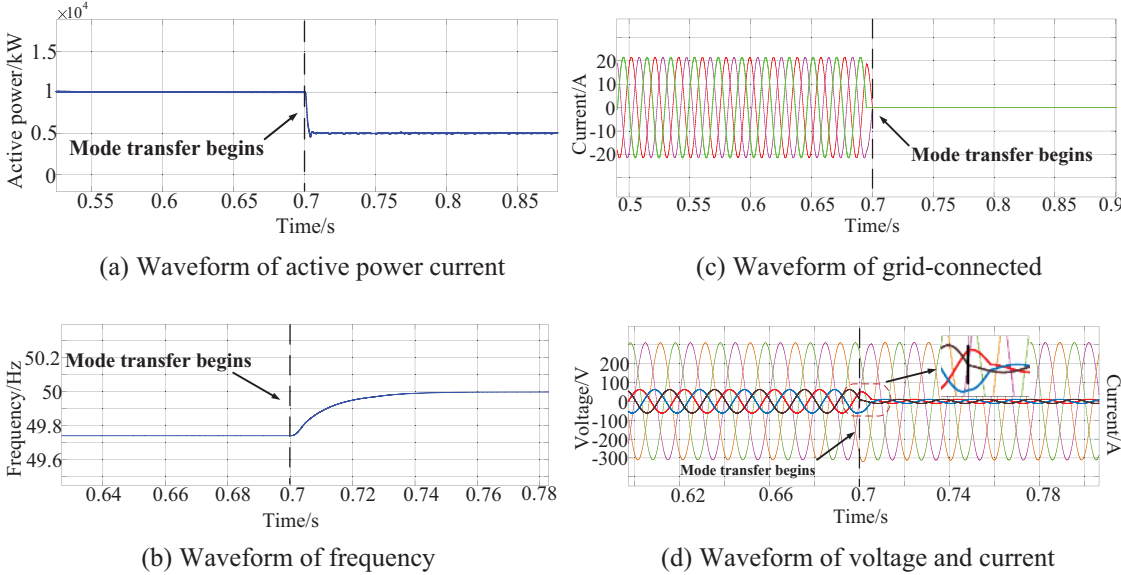 ×10⁴
1.5
1
0.5
0
Active power/kW
Mode transfer begins
0.55 0.6 0.65 0.7 0.75 0.8 0.85
Time/s
(a) Waveform of active power current
20
10
0
-10
-20
Current/A
Mode transfer begins
0.5 0.55 0.6 0.65 0.7 0.75 0.8 0.85 0.9
Time/s
(c) Waveform of grid-connected
50.2
50
49.8
49.6
Frequency/Hz
Mode transfer begins
0.64 0.66 0.68 0.7 0.72 0.74 0.76 0.78
Time/s
(b) Waveform of frequency
200
100
0
-100
-200
-300
Voltage/V
Current/A
Mode transfer begins
0.62 0.66 0.7 0.74 0.78
Time/s
(d) Waveform of voltage and current